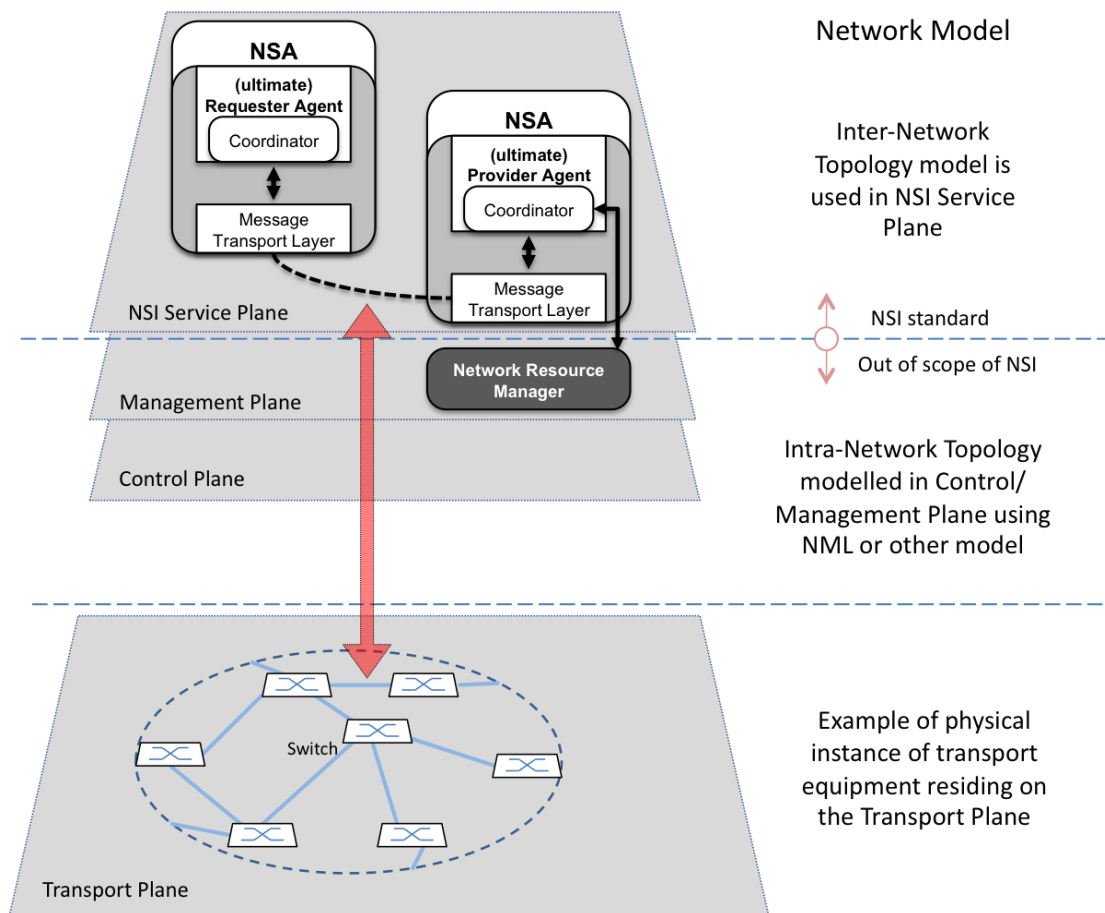 Network Model
NSA
(ultimate)
Requester Agent
Coordinator
Message
Transport Layer
NSA
(ultimate)
Provider Agent
Coordinator
Message
Transport Layer
Inter-Network
Topology model is
used in NSI Service
Plane
NSI Service Plane
NSI standard
Out of scope of NSI
Network Resource
Manager
Management Plane
Control Plane
Intra-Network Topology
modelled in Control/
Management Plane using
NML or other model
Switch
Example of physical
instance of transport
equipment residing on
the Transport Plane
Transport Plane